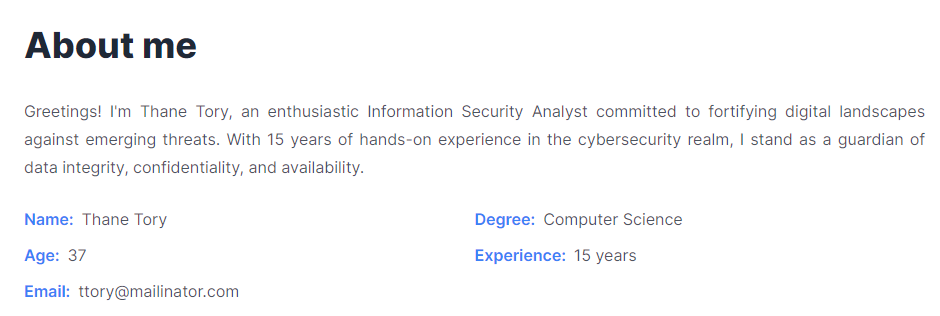 About me
Greetings! I'm Thane Tory, an enthusiastic Information Security Analyst committed to fortifying digital landscapes
against emerging threats. With 15 years of hands-on experience in the cybersecurity realm, I stand as a guardian of
data integrity, confidentiality, and availability.
Name: Thane Tory Degree: Computer Science
Age: 37 Experience: 15 years
Email: ttory@mailinator.com